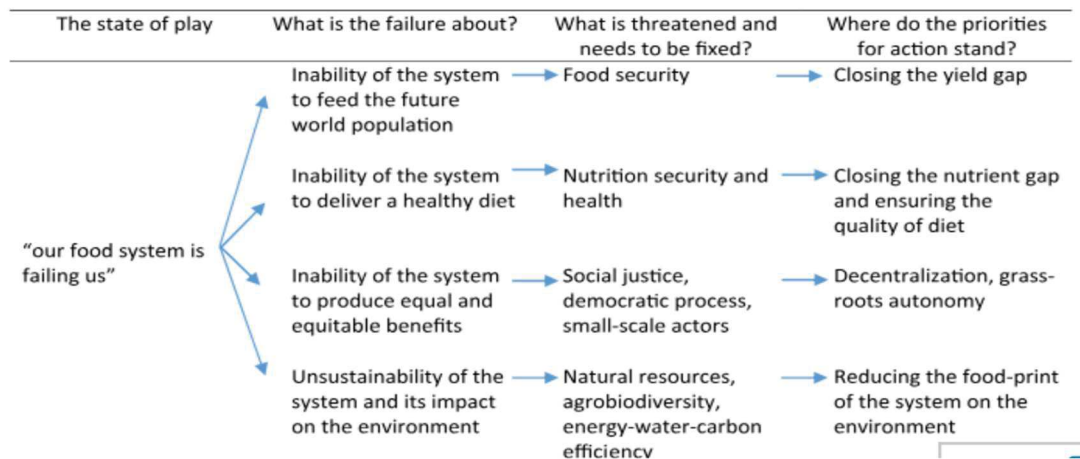 The state of play
What is the failure about?
What is threatened and
needs to be fixed?
Where do the priorities
for action stand?
"our food system is
failing us"
Inability of the system
to feed the future
world population
Food security
Closing the yield gap
Inability of the system
to deliver a healthy diet
Nutrition security and
health
Closing the nutrient gap
and ensuring the
quality of diet
Inability of the system
to produce equal and
equitable benefits
Social justice,
democratic process,
small-scale actors
Decentralization, grass-
roots autonomy
Unsustainability of the
system and its impact
on the environment
Natural resources,
agrobiodiversity,
energy-water-carbon
efficiency
Reducing the food-print
of the system on the
environment